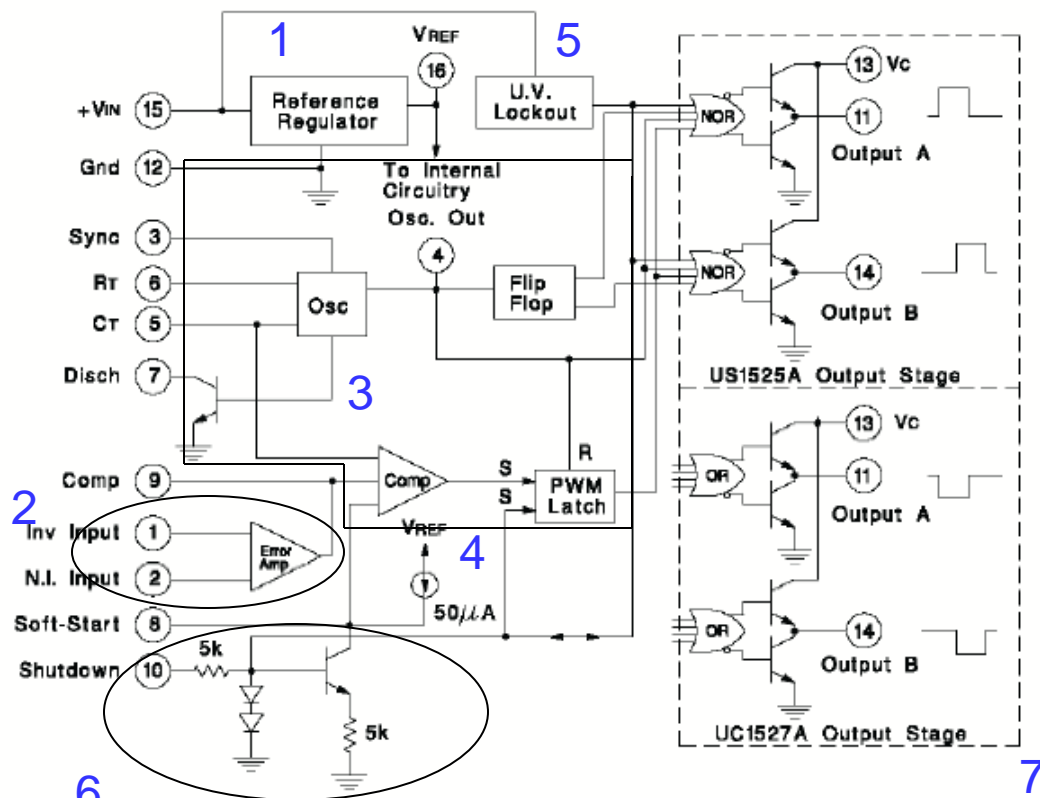 1
5
VREF
16
13 Vc
+VIN 15
Reference
Regulator
U.V.
Lockout
NOR
11
Output A
Gnd 12
To Internal
Circuitry
Osc. Out
Sync 3
4
RT 6
Osc
Flip
Flop
NOR
14
Output B
CT 5
Disch 7
3
US1525A Output Stage
13 Vc
Comp 9
Comp
S
S
R
PWM
Latch
OR
11
Output A
2
Inv Input 1
Error
Amp
VREF
4
N.I. Input 2
50µA
Soft-Start 8
OR
14
Output B
Shutdown 10
5k
5k
UC1527A Output Stage
6
7